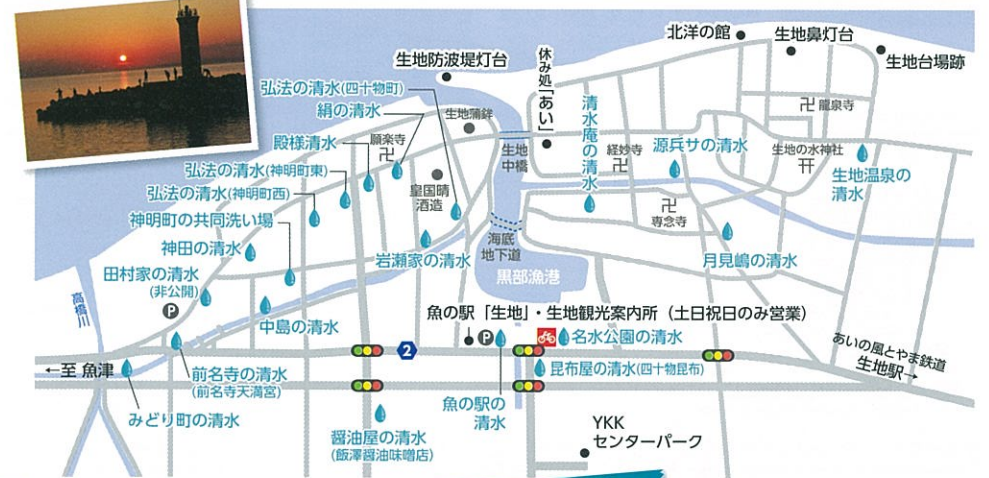 北洋の館
生地鼻灯台
生地台場跡
生地防波堤灯台
休み処「あい」
弘法の清水(四十物町)
絹の清水
生地蒲鉾
清水庵の清水
卍 龍泉寺
殿様清水
願楽寺
卍
生地
中橋
経妙寺
卍
源兵サの清水
生地の水神社
弘法の清水(神明町東)
皇国晴
酒造
生地温泉の
清水
弘法の清水(神明町西)
神明町の共同洗い場
卍
専念寺
神田の清水
海底
地下道
岩瀬家の清水
月見嶋の清水
田村家の清水
(非公開)
黒部漁港
高橋川
P
中島の清水
魚の駅「生地」・生地観光案内所(土日祝日のみ営業)
P
名水公園の清水
2
あいの風とやま鉄道
生地駅→
←至 魚津
前名寺の清水
(前名寺天満宮)
昆布屋の清水(四十物昆布)
みどり町の清水
魚の駅の
清水
醤油屋の清水
(飯澤醤油味噌店)
YKK
センターパーク